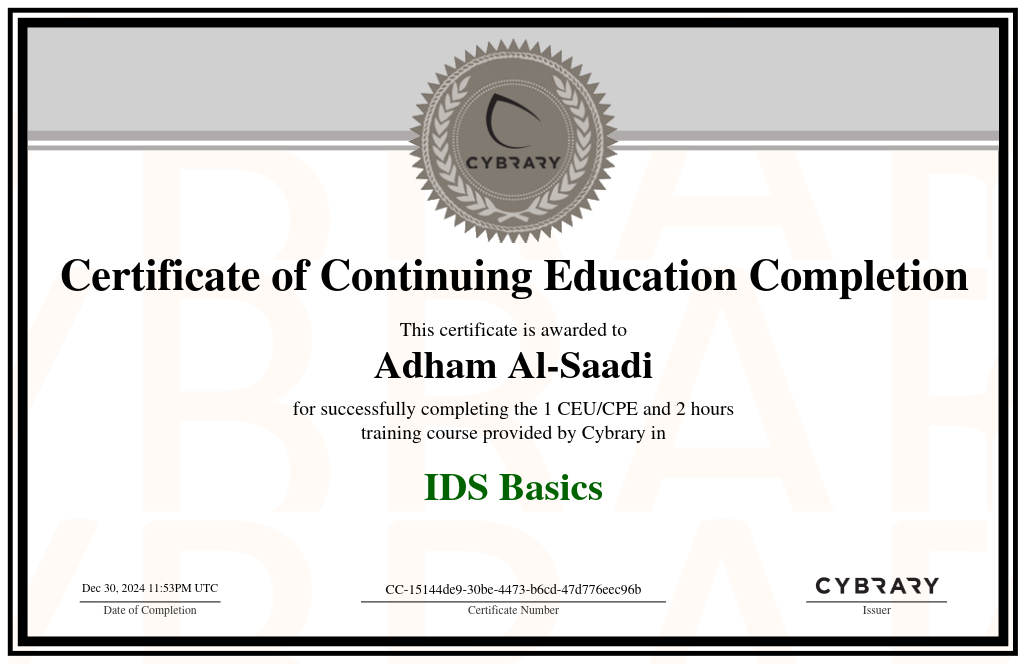 CYBRARY
Certificate of Continuing Education Completion
This certificate is awarded to
Adham Al-Saadi
for successfully completing the 1 CEU/CPE and 2 hours
training course provided by Cybrary in
IDS Basics
Dec 30, 2024 11:53PM UTC
Date of Completion
CC-15144de9-30be-4473-b6cd-47d776eec96b
Certificate Number
CYBRARY
Issuer